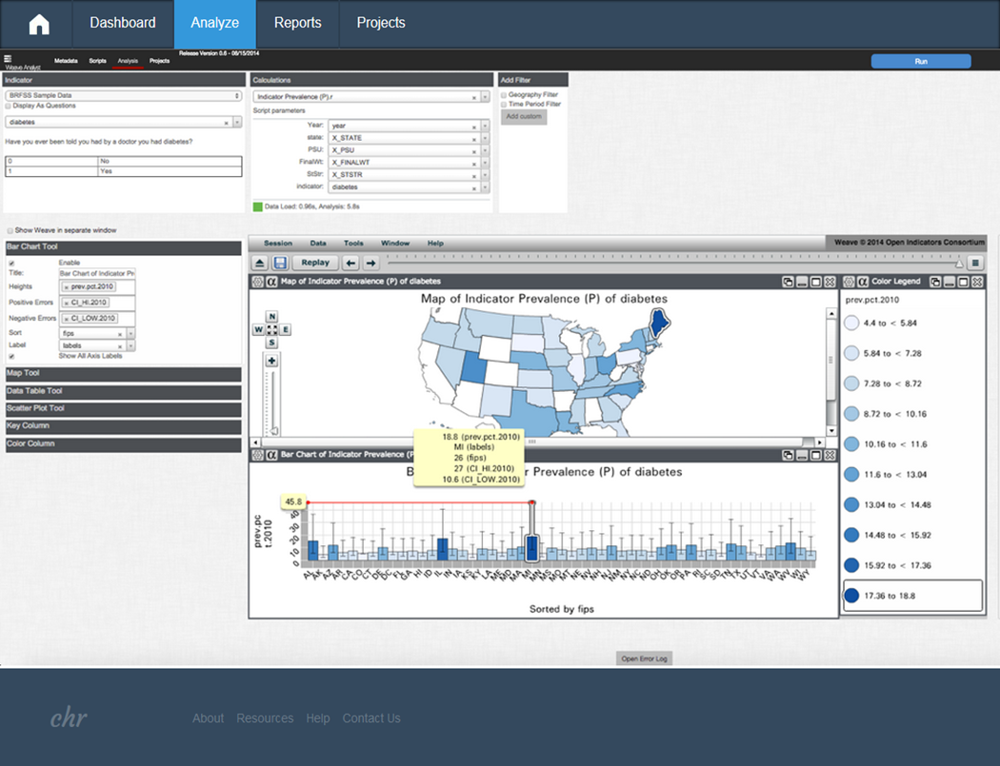 Dashboard Analyze Reports Projects
Release Version 0.6 - 08/15/2014
Weave Analyst Metadata Scripts Analysis Projects Run
Indicator
BRFSS Sample Data
Display As Questions
diabetes
Have you ever been told you had by a doctor you had diabetes?
0 No
1 Yes
Calculations
Indicator Prevalence (P).r
Script parameters
Year: year
state: X_STATE
PSU: X_PSU
FinalWt: X_FINALWT
StStr: X_STSTR
indicator: diabetes
Data Load: 0.96s, Analysis: 5.8s
Add Filter
Geography Filter
Time Period Filter
Add custom
Show Weave in separate window
Bar Chart Tool
Enable
Title: Bar Chart of Indicator Pr
Heights prev.pct.2010
Positive Errors CI_HI.2010
Negative Errors CI_LOW.2010
Sort fips
Label labels
Show All Axis Labels
Map Tool
Data Table Tool
Scatter Plot Tool
Key Column
Color Column
Session Data Tools Window Help
Weave © 2014 Open Indicators Consortium
Replay
α Map of Indicator Prevalence (P) of diabetes
Map of Indicator Prevalence (P) of diabetes
N
W E
S
α Color Legend
prev.pct.2010
4.4 to < 5.84
5.84 to < 7.28
7.28 to < 8.72
8.72 to < 10.16
10.16 to < 11.6
11.6 to < 13.04
13.04 to < 14.48
14.48 to < 15.92
15.92 to < 17.36
17.36 to 18.8
18.8 (prev.pct.2010)
MI (labels)
26 (fips)
27 (CI_HI.2010)
10.6 (CI_LOW.2010)
α Bar Chart of Indicator Prevalence (P
Prevalence (P) of diabetes
45.8
prev.pc
t.2010
40
30
20
10
0
AL AK AZ AR CA CO CT DE DC FL GA HI ID IL IN IA KS KY LA ME MD MA MI MN MS MO MT NE NV NH NJ NM NY NC ND OH OK OR PA RI SC SD TN TX UT VT VA WA WV WI WY
Sorted by fips
Open Error Log
chr About Resources Help Contact Us